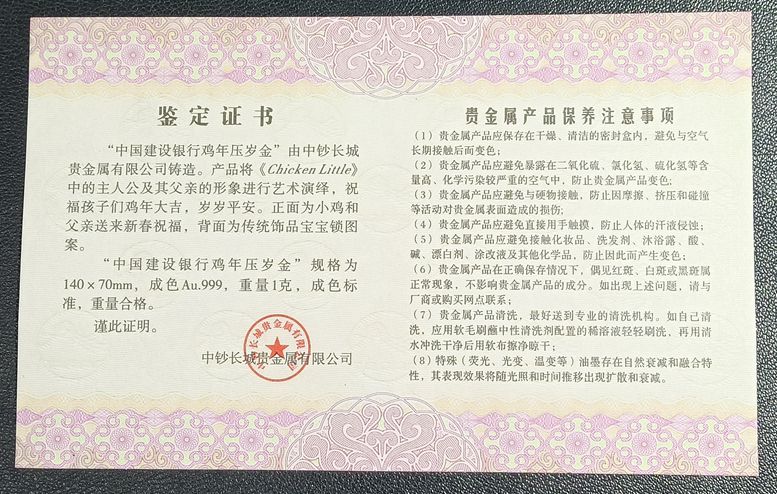 鉴定证书
“中国建设银行鸡年压岁金”由中钞长城
贵金属有限公司铸造。产品将《Chicken Little》
中的主人公及其父亲的形象进行艺术演绎，祝
福孩子们鸡年大吉，岁岁平安。正面为小鸡和
父亲送来新春祝福，背面为传统饰品宝宝锁图
案。
“中国建设银行鸡年压岁金”规格为
140×70mm，成色Au.999，重量1克，成色标
准，重量合格。
谨此证明。
中钞长城贵金属有限公司
中钞长城贵金属有限公司
贵金属产品保养注意事项
(1) 贵金属产品应保存在干燥、清洁的密封盒内，避免与空气
长期接触后而变色；
(2) 贵金属产品应避免暴露在二氧化硫、氯化氢、硫化氢等含
量高、化学污染较严重的空气中，防止贵金属产品变色；
(3) 贵金属产品应避免与硬物接触，防止因摩擦、挤压和碰撞
等活动对贵金属表面造成的损伤；
(4) 贵金属产品应避免直接用手触摸，防止人体的汗液侵蚀；
(5) 贵金属产品应避免接触化妆品、洗发剂、沐浴露、酸、
碱、漂白剂、涂改液及其他化学品，防止因此而产生变色；
(6) 贵金属产品在正确保存情况下，偶见红斑、白斑或黑斑属
正常现象，不影响贵金属产品的成分。如出现上述问题，请与
厂商或购买网点联系；
(7) 贵金属产品清洗，最好送到专业的清洗机构。如自己清
洗，应用软毛刷蘸中性清洗剂配置的稀溶液轻轻刷洗，再用清
水冲洗干净后用软布擦净晾干；
(8) 特殊（荧光、光变、温变等）油墨存在自然衰减和融合特
性，其表现效果将随光照和时间推移出现扩散和衰减。